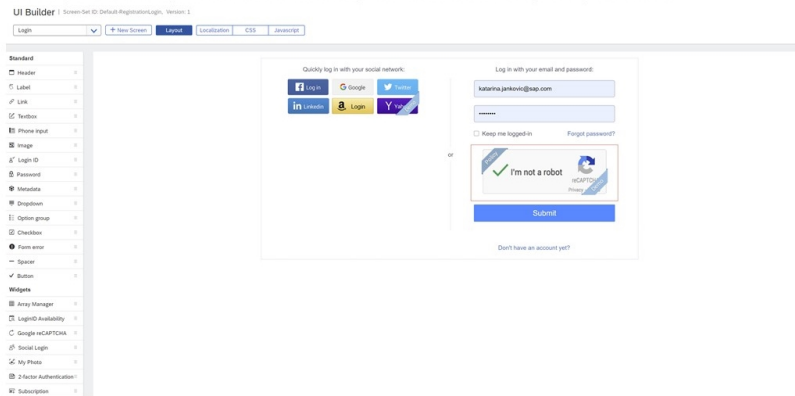 UI Builder | Screen-Set ID: Default-RegistrationLogin, Version: 1
Login
+ New Screen
Layout
Localization
CSS
Javascript
Standard
Header
Label
Link
Textbox
Phone input
Image
Login ID
Password
Metadata
Dropdown
Option group
Checkbox
Form error
Spacer
Button
Widgets
Array Manager
LoginID Availability
Google reCAPTCHA
Social Login
My Photo
2-factor Authentication
Subscription
Quickly log in with your social network:
Log in
Google
Twitter
LinkedIn
Login
or
Log in with your email and password:
katarina.jankovic@sap.com
••••••••
Keep me logged-in
Forgot password?
Policy
I'm not a robot
reCAPTCHA
Privacy
Submit
Don't have an account yet?